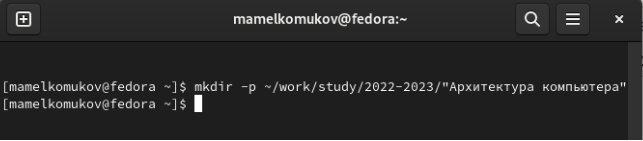 mamelkomukov@fedora:~
[mamelkomukov@fedora ~]$ mkdir -p ~/work/study/2022-2023/"Архитектура компьютера"
[mamelkomukov@fedora ~]$